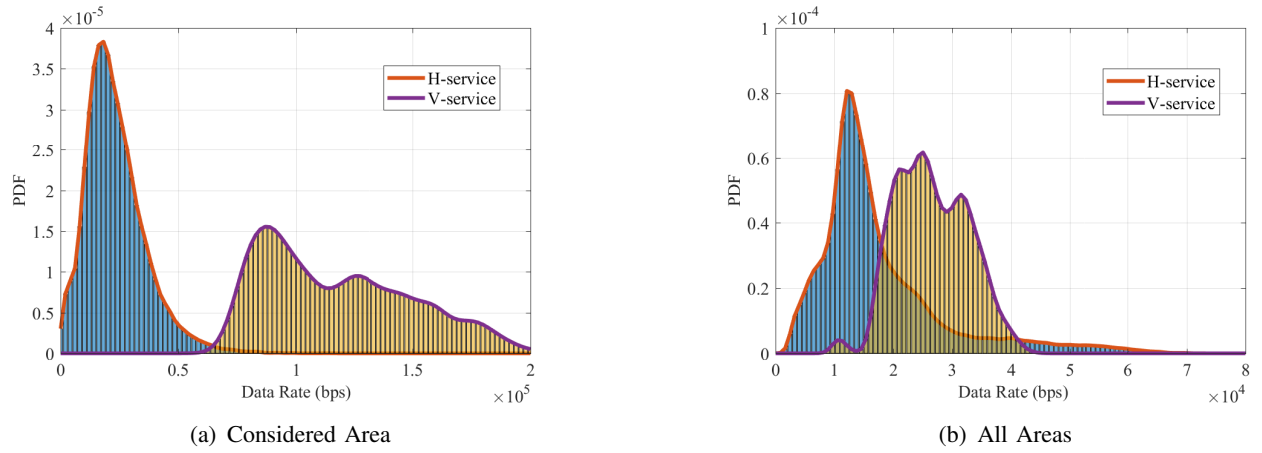 ×10⁻⁵
4
3.5
3
2.5
2
1.5
1
0.5
0
PDF
H-service
V-service
0 0.5 1 1.5 2
Data Rate (bps)
×10⁵
(a) Considered Area
×10⁻⁴
1
0.8
0.6
0.4
0.2
0
PDF
H-service
V-service
0 1 2 3 4 5 6 7 8
Data Rate (bps)
×10⁴
(b) All Areas